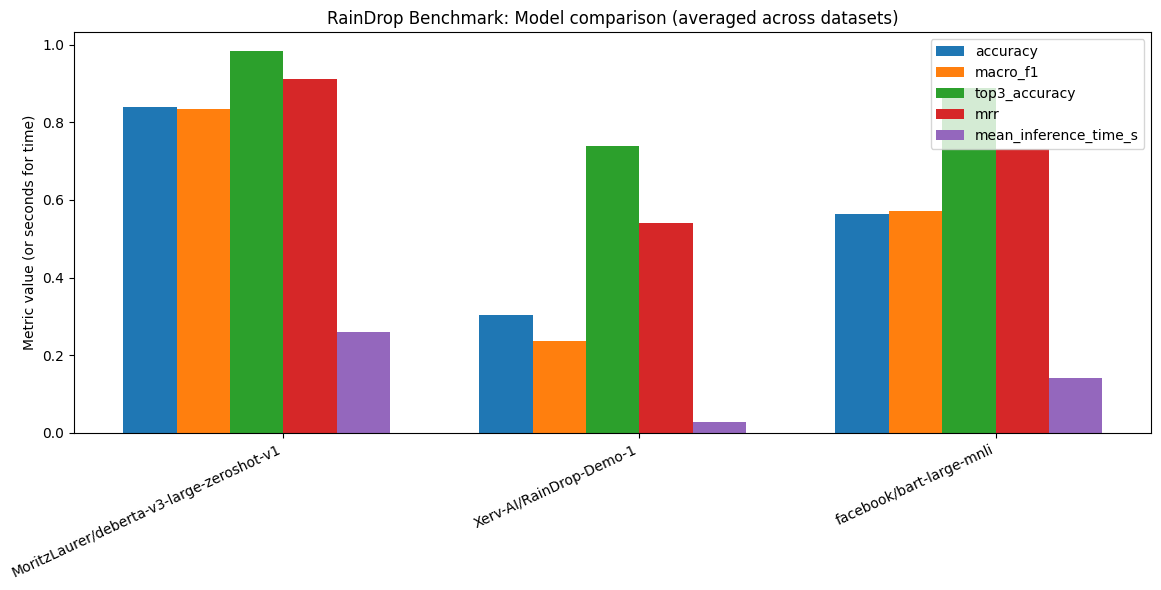 RainDrop Benchmark: Model comparison (averaged across datasets)
Metric value (or seconds for time)
1.0
0.8
0.6
0.4
0.2
0.0
accuracy
macro_f1
top3_accuracy
mrr
mean_inference_time_s
MoritzLaurer/deberta-v3-large-zeroshot-v1
Xerv-AI/RainDrop-Demo-1
facebook/bart-large-mnli